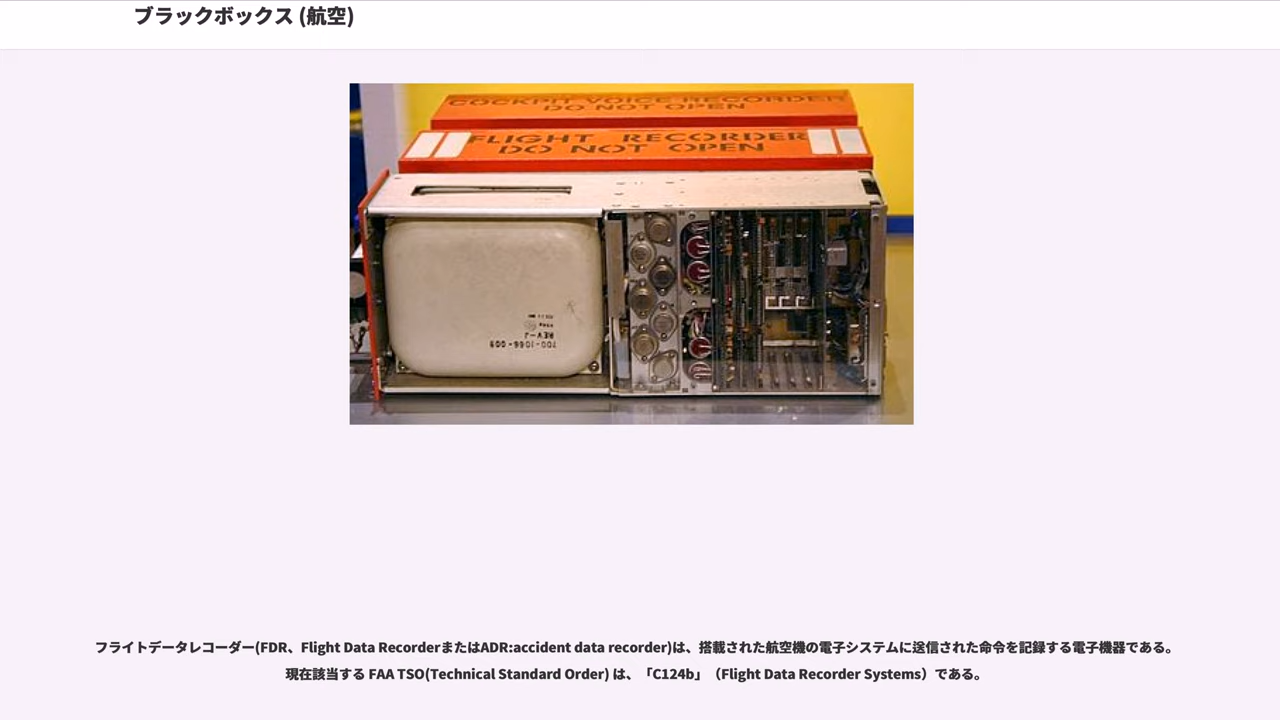 ブラックボックス (航空)
COCKPIT VOICE RECORDER
DO NOT OPEN
FLIGHT RECORDER
DO NOT OPEN
REV-J
700-1066-009
フライトデータレコーダー(FDR、Flight Data RecorderまたはADR:accident data recorder)は、搭載された航空機の電子システムに送信された命令を記録する電子機器である。
現在該当する FAA TSO(Technical Standard Order) は、「C124b」（Flight Data Recorder Systems）である。